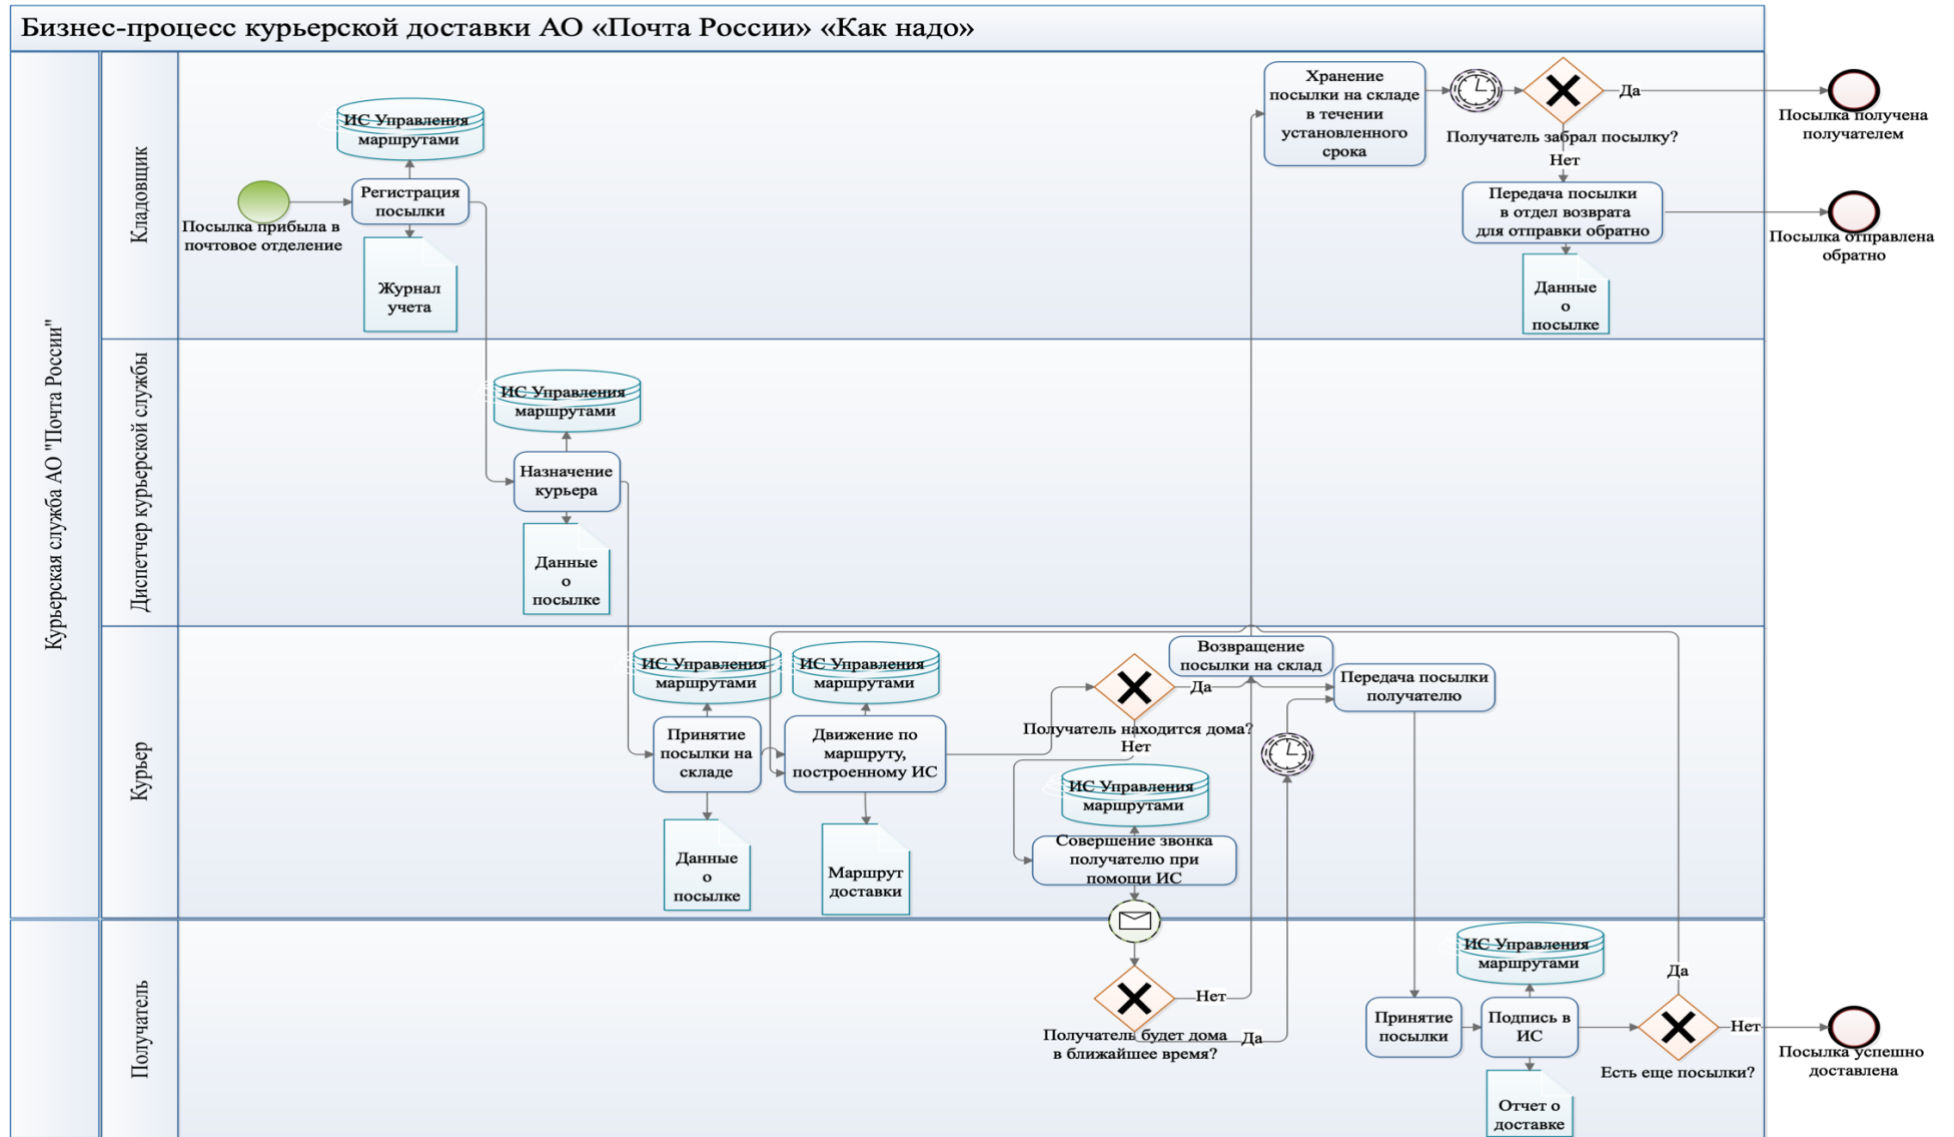 Бизнес-процесс курьерской доставки АО «Почта России» «Как надо»
Курьерская служба АО "Почта России"
Кладовщик
ИС Управления
маршрутами
Регистрация
посылки
Посылка прибыла в
почтовое отделение
Журнал
учета
Хранение
посылки на складе
в течении
установленного
срока
Да
Получатель забрал посылку?
Нет
Посылка получена
получателем
Передача посылки
в отдел возврата
для отправки обратно
Посылка отправлена
обратно
Данные
о
посылке
Диспетчер курьерской службы
ИС Управления
маршрутами
Назначение
курьера
Данные
о
посылке
Курьер
ИС Управления
маршрутами
Принятие
посылки на
складе
Данные
о
посылке
ИС Управления
маршрутами
Движение по
маршруту,
построенному ИС
Маршрут
доставки
Да
Получатель находится дома?
Нет
Возвращение
посылки на склад
Передача посылки
получателю
ИС Управления
маршрутами
Совершение звонка
получателю при
помощи ИС
Получатель
Нет
Получатель будет дома
в ближайшее время?
Да
ИС Управления
маршрутами
Принятие
посылки
Подпись в
ИС
Отчет о
доставке
Да
Нет
Есть еще посылки?
Посылка успешно
доставлена